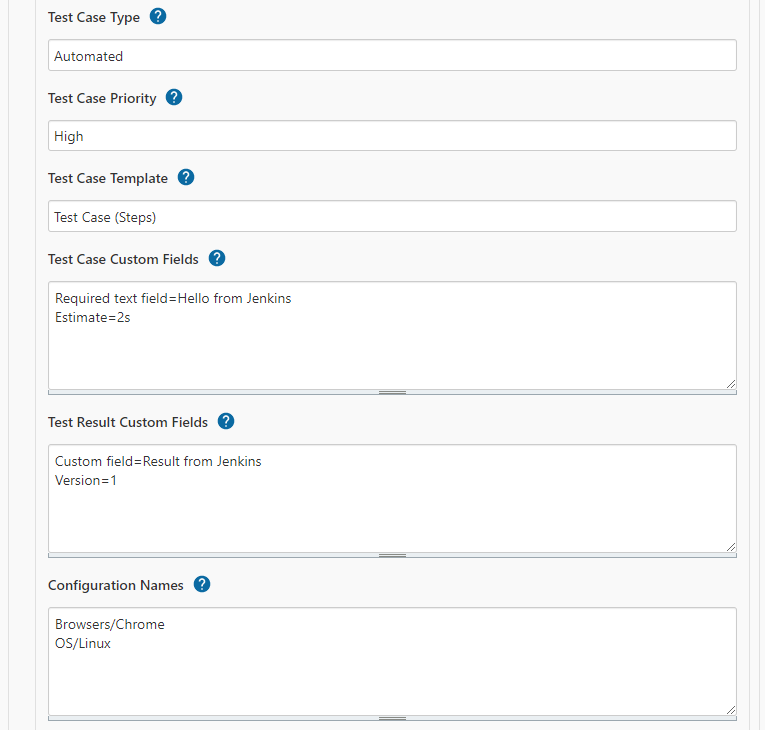 Test Case Type ?
Automated
Test Case Priority ?
High
Test Case Template ?
Test Case (Steps)
Test Case Custom Fields ?
Required text field=Hello from Jenkins
Estimate=2s
Test Result Custom Fields ?
Custom field=Result from Jenkins
Version=1
Configuration Names ?
Browsers/Chrome
OS/Linux